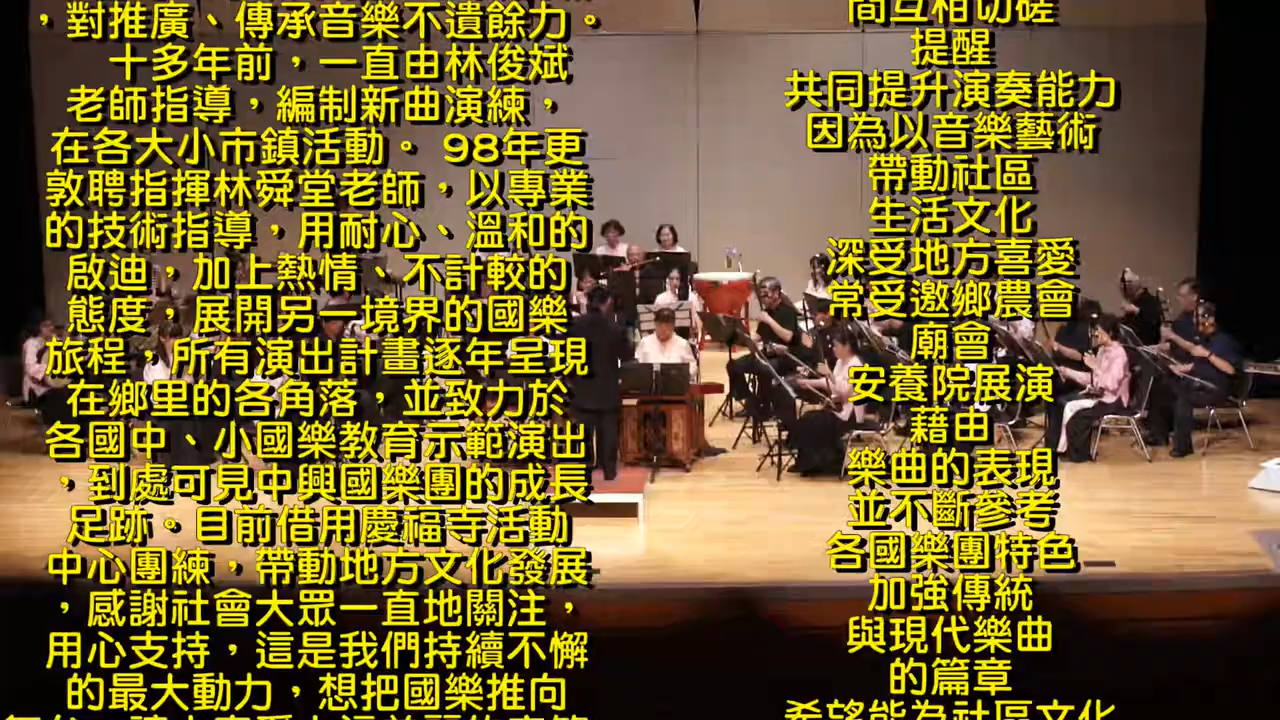 ，對推廣、傳承音樂不遺餘力。
十多年前，一直由林俊斌
老師指導，編制新曲演練，
在各大小市鎮活動。 98年更
敦聘指揮林舜堂老師，以專業
的技術指導，用耐心、溫和的
啟迪，加上熱情、不計較的
態度，展開另一境界的國樂
旅程，所有演出計畫逐年呈現
在鄉里的各角落，並致力於
各國中、小國樂教育示範演出
，到處可見中興國樂團的成長
足跡。目前借用慶福寺活動
中心團練，帶動地方文化發展
，感謝社會大眾一直地關注，
用心支持，這是我們持續不懈
的最大動力，想把國樂推向
間互相切磋
提醒
共同提升演奏能力
因為以音樂藝術
帶動社區
生活文化
深受地方喜愛
常受邀鄉農會
廟會
安養院展演
藉由
樂曲的表現
並不斷參考
各國樂團特色
加強傳統
與現代樂曲
的篇章
希望能為社區文化